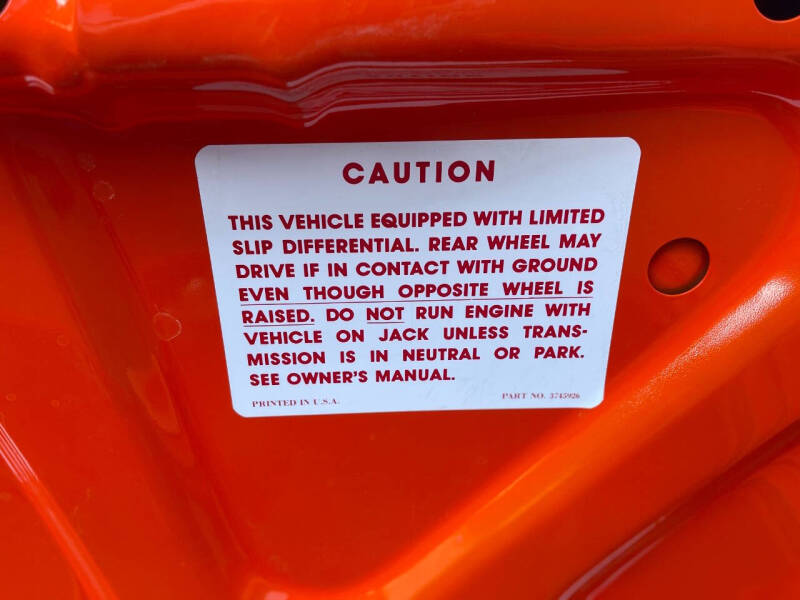 CAUTION
THIS VEHICLE EQUIPPED WITH LIMITED
SLIP DIFFERENTIAL. REAR WHEEL MAY
DRIVE IF IN CONTACT WITH GROUND
EVEN THOUGH OPPOSITE WHEEL IS
RAISED. DO NOT RUN ENGINE WITH
VEHICLE ON JACK UNLESS TRANS-
MISSION IS IN NEUTRAL OR PARK.
SEE OWNER'S MANUAL.
PRINTED IN U.S.A. PART NO. 3745926